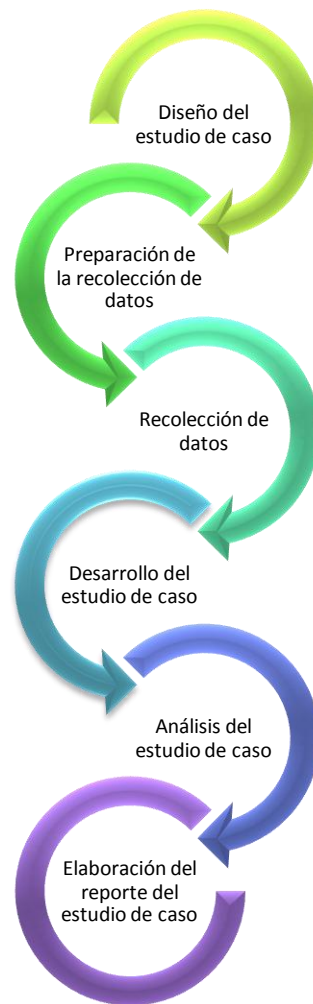 Diseño del
estudio de caso
Preparación de
la recolección de
datos
Recolección de
datos
Desarrollo del
estudio de caso
Análisis del
estudio de caso
Elaboración del
reporte del
estudio de caso